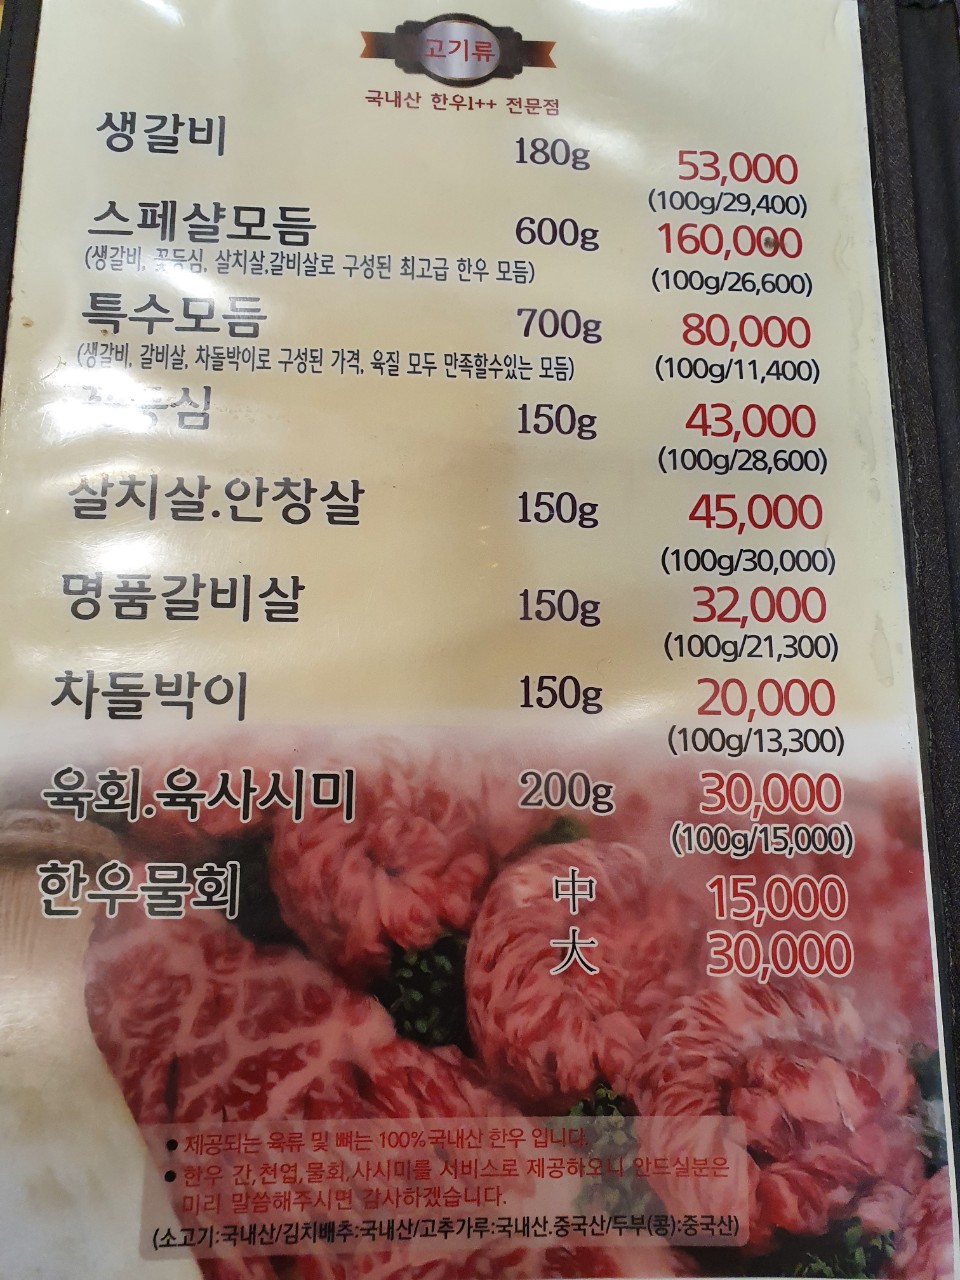 고기류
국내산 한우1++ 전문점
생갈비 180g 53,000
(100g/29,400)
스페샬모듬 600g 160,000
(생갈비, 꽃등심, 살치살,갈비살로 구성된 최고급 한우 모듬)
(100g/26,600)
특수모듬 700g 80,000
(생갈비, 갈비살, 차돌박이로 구성된 가격, 육질 모두 만족할수있는 모듬)
(100g/11,400)
꽃등심 150g 43,000
(100g/28,600)
살치살.안창살 150g 45,000
(100g/30,000)
명품갈비살 150g 32,000
(100g/21,300)
차돌박이 150g 20,000
(100g/13,300)
육회.육사시미 200g 30,000
(100g/15,000)
한우물회 中 15,000
大 30,000
• 제공되는 육류 및 뼈는 100%국내산 한우 입니다.
• 한우 간,천엽,물회,사시미를 서비스로 제공하오니 안드실분은
미리 말씀해주시면 감사하겠습니다.
(소고기:국내산/김치배추:국내산/고추가루:국내산.중국산/두부(콩):중국산)